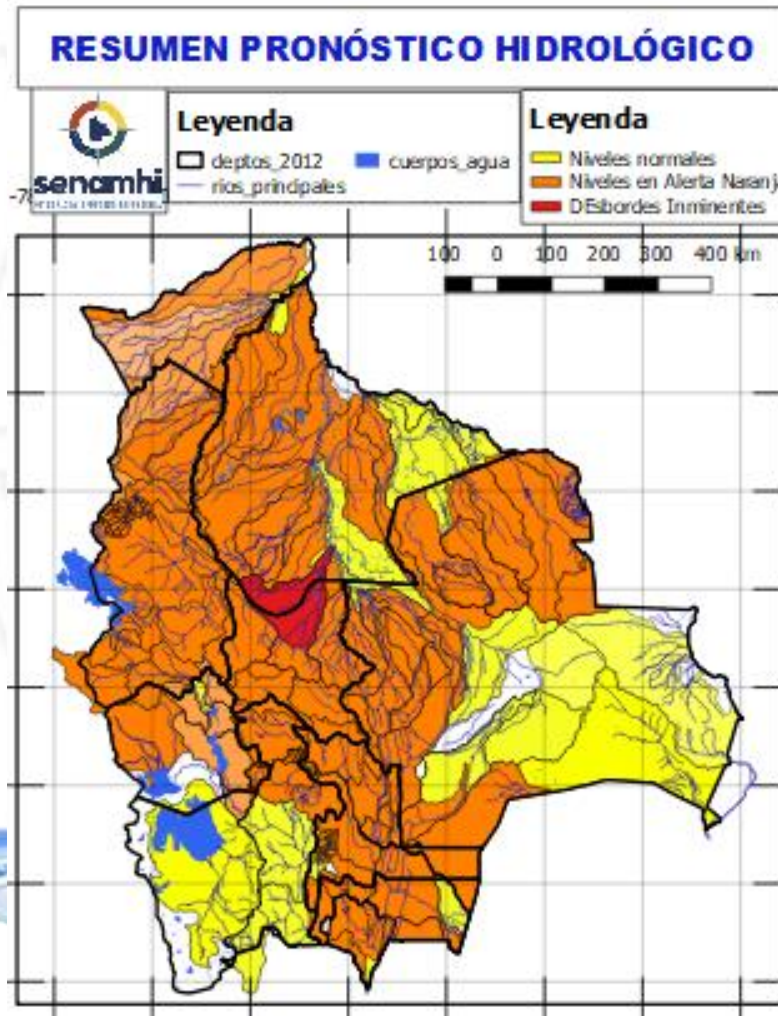 RESUMEN PRONÓSTICO HIDROLÓGICO
senamhi
Leyenda
deptos_2012
cuerpos_agua
rios_principales
Leyenda
Niveles normales
Niveles en Alerta Naranj
DEsbordes Inminentes
-7
100 0 100 200 300 400 km